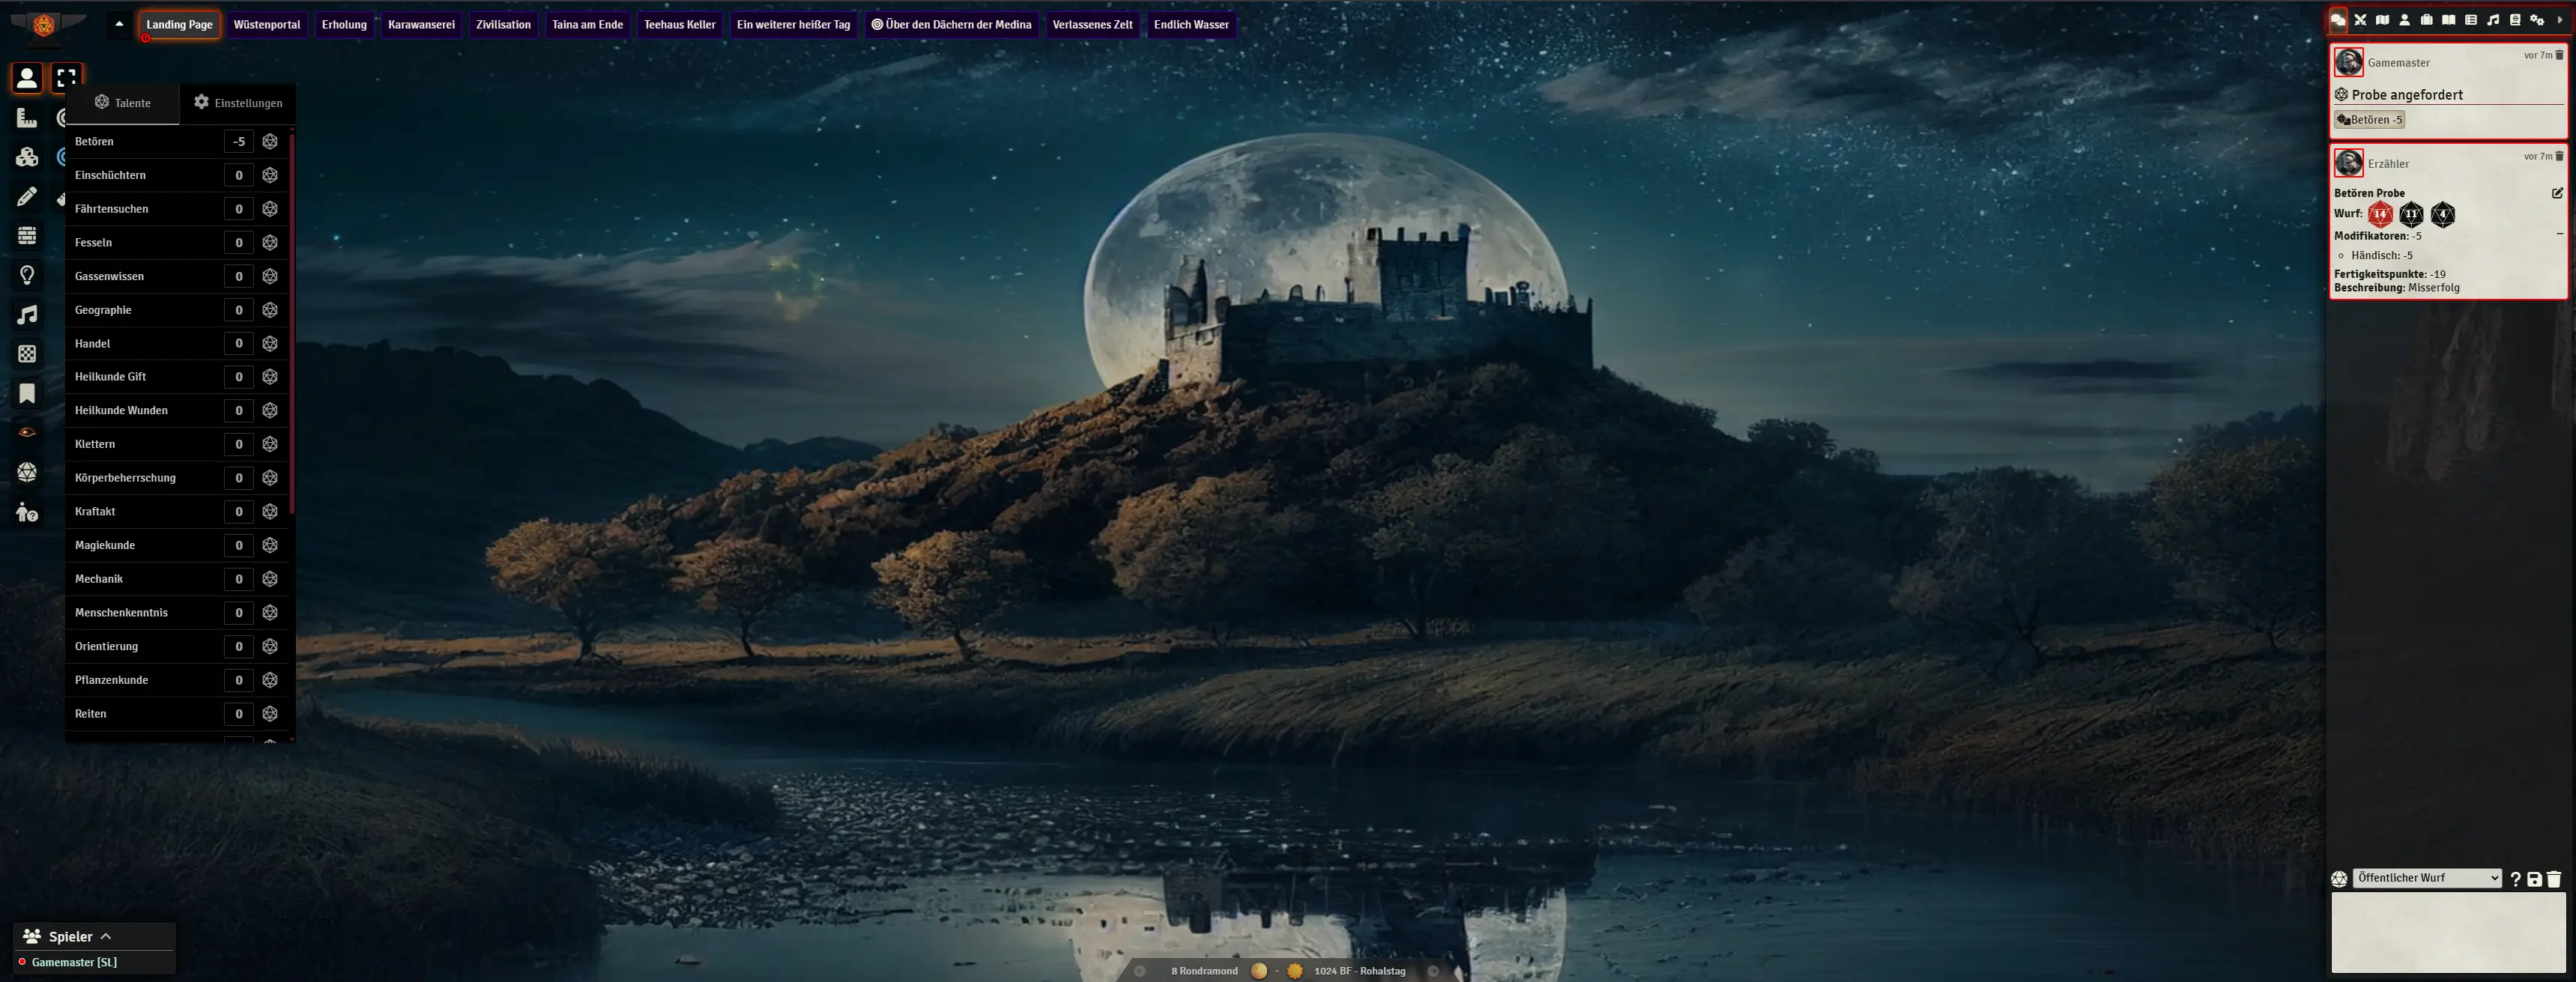 Landing Page
G
Wüstenportal
Erholung
Karawanserei
Zivilisation
Taina am Ende
Teehaus Keller
Ein weiterer heißer Tag
Über den Dächern der Medina
Verlassenes Zelt
Endlich Wasser
Talente
Einstellungen
Betören -5
Einschüchtern 0
Fährtensuchen 0
Fesseln 0
Gassenwissen 0
Geographie 0
Handel 0
Heilkunde Gift 0
Heilkunde Wunden 0
Klettern 0
Körperbeherrschung 0
Kraftakt 0
Magiekunde 0
Mechanik 0
Menschenkenntnis 0
Orientierung 0
Pflanzenkunde 0
Reiten 0
Spieler
Gamemaster [SL]
8 Rondramond - 1024 BF - Rohalstag
Gamemaster vor 7m
Probe angefordert
Betören -5
Erzähler vor 7m
Betören Probe
Wurf: 14 11 4
Modifikatoren: -5
Händisch: -5
Fertigkeitspunkte: -19
Beschreibung: Misserfolg
Öffentlicher Wurf